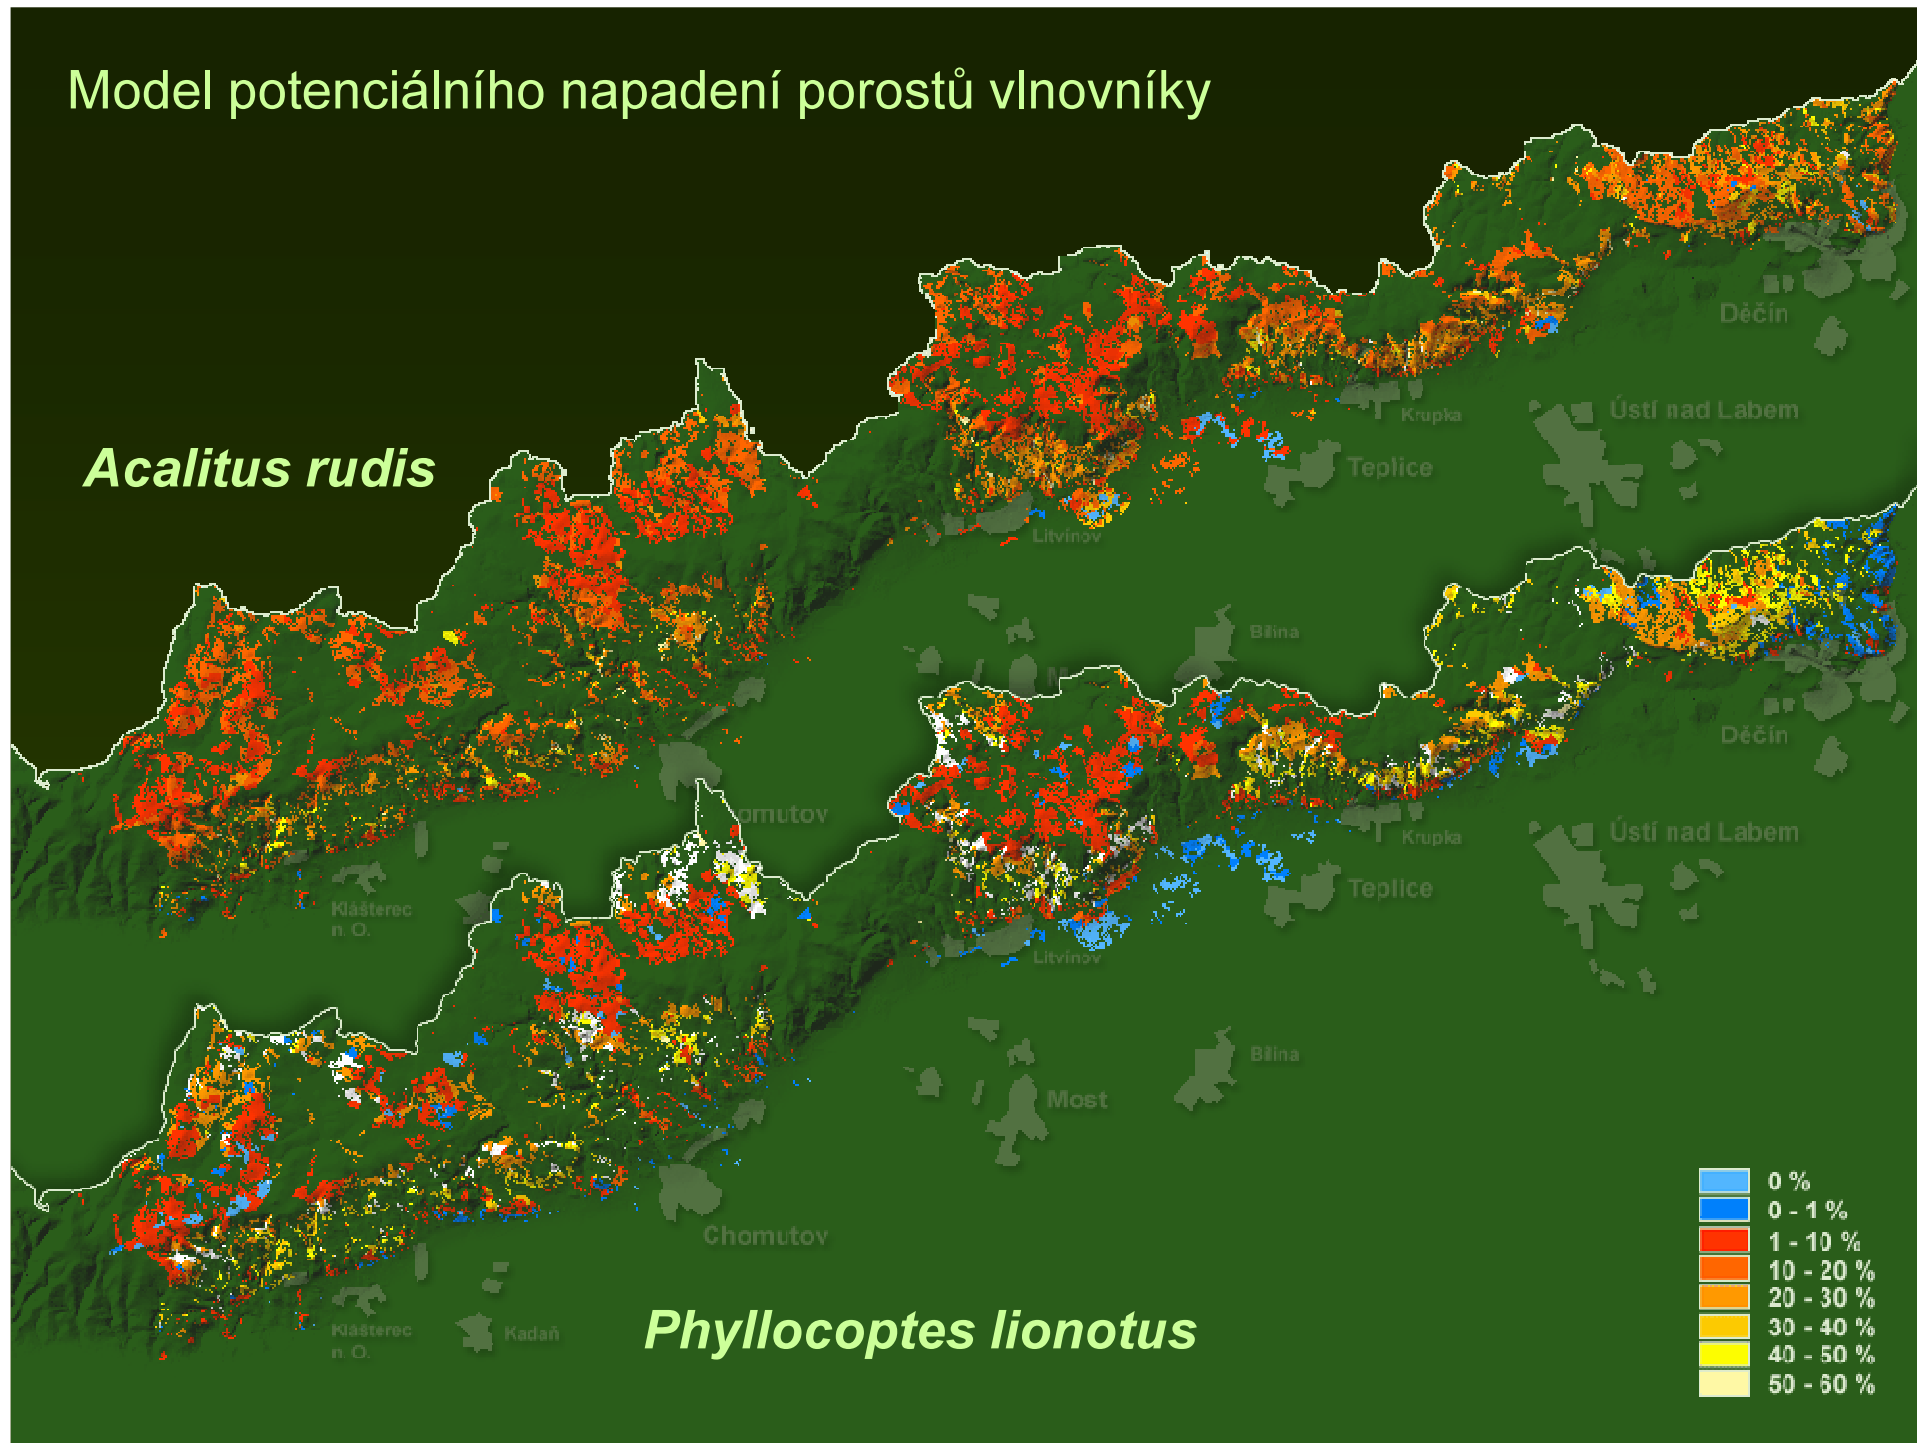 Model potenciálního napadení porostů vlnovníky
Děčín
Krupka
Ústí nad Labem
Acalitus rudis
Teplice
Litvínov
Bílina
M
Děčín
omutov
Krupka
Ústí nad Labem
Teplice
Klášterec
n. O.
Litvínov
Bílina
Most
0 %
0 - 1 %
Chomutov
1 - 10 %
10 - 20 %
20 - 30 %
Klášterec
n. O.
Kadaň
Phyllocoptes lionotus
30 - 40 %
40 - 50 %
50 - 60 %